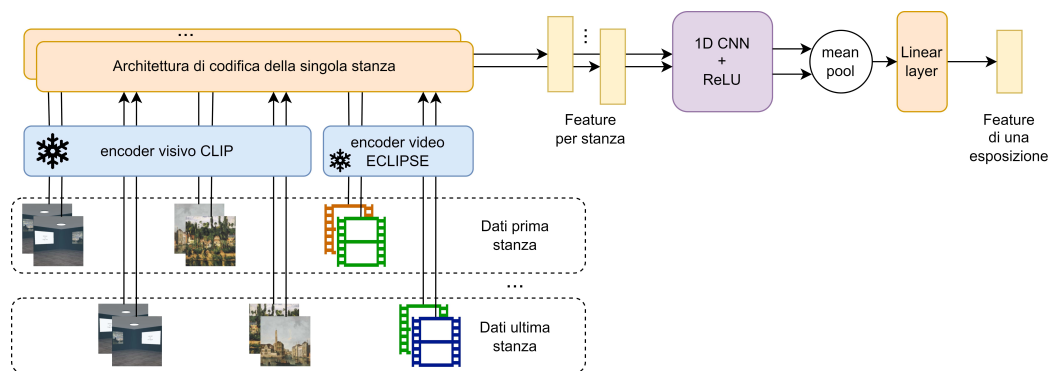 ...
Architettura di codifica della singola stanza
encoder visivo CLIP
encoder video
ECLIPSE
Dati prima
stanza
...
Dati ultima
stanza
Feature
per stanza
1D CNN
+
ReLU
mean
pool
Linear
layer
Feature
di una
esposizione